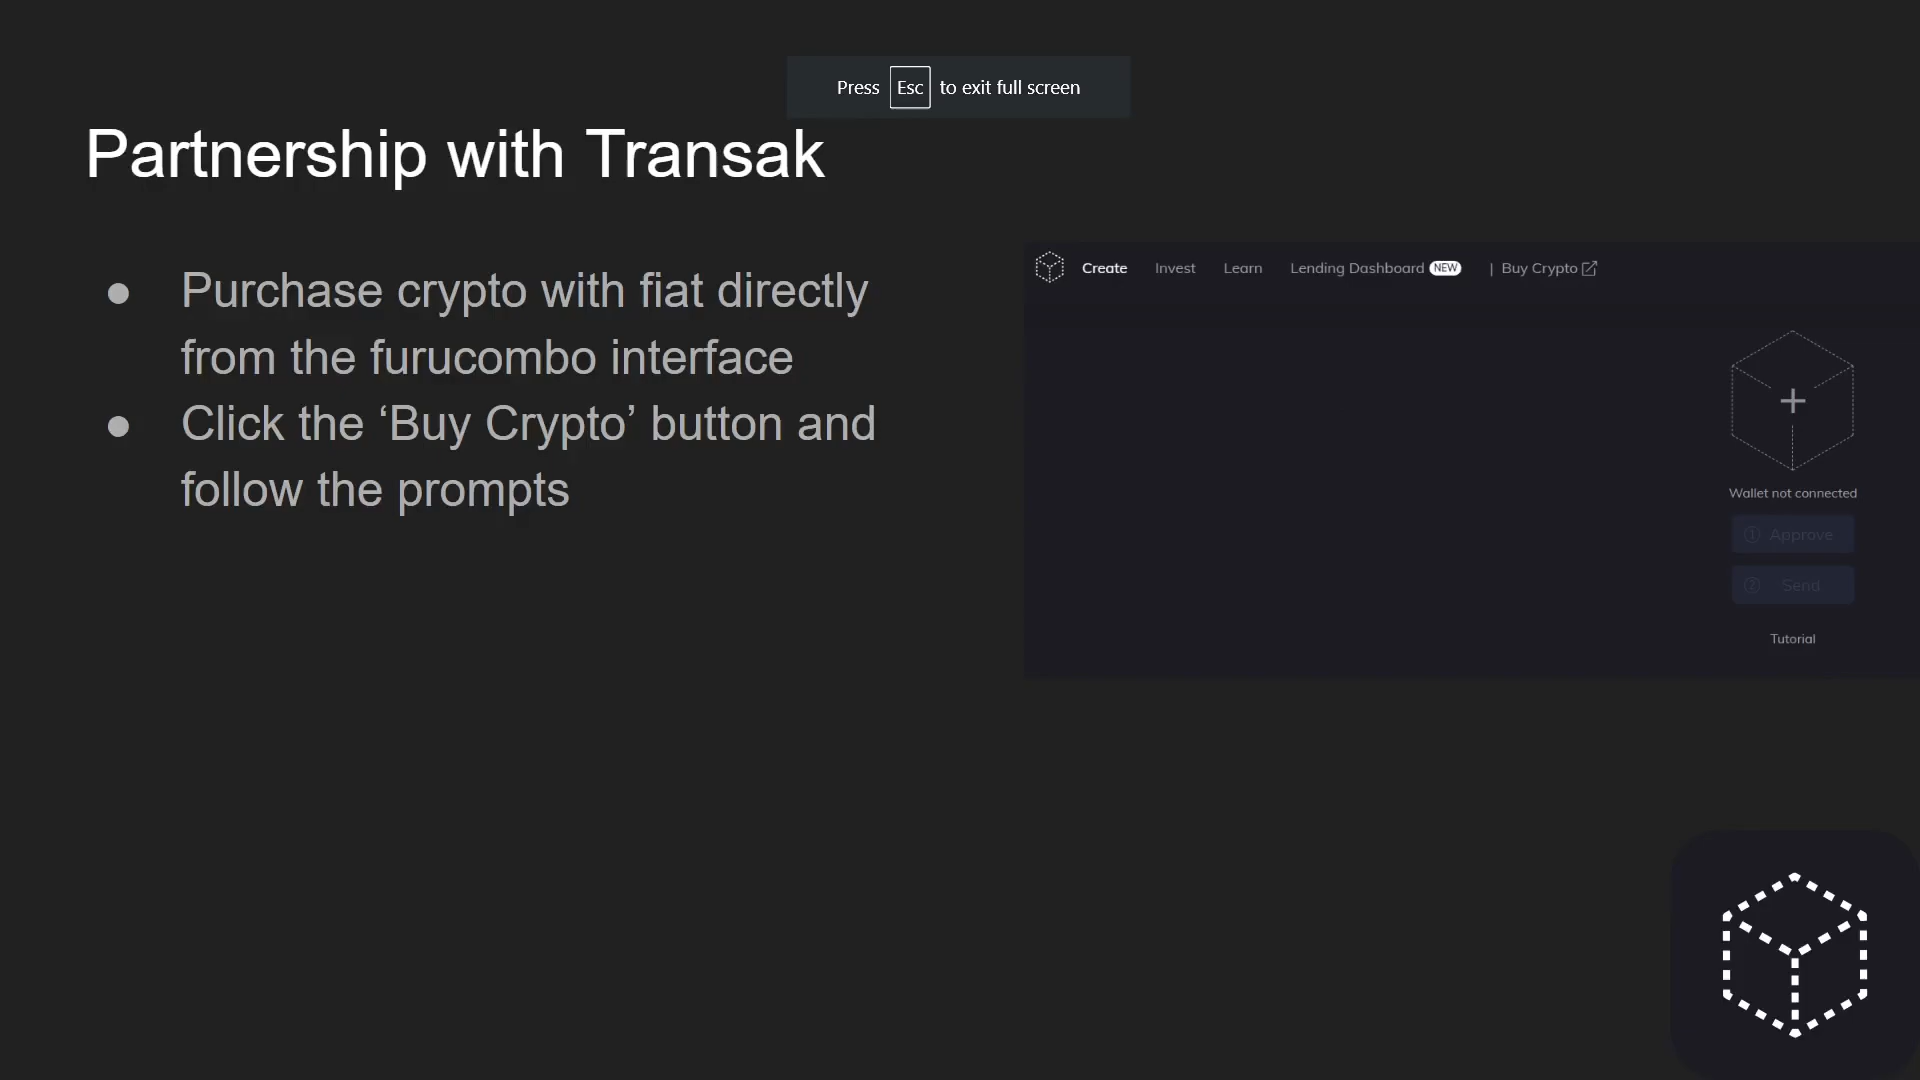 Press Esc to exit full screen
Partnership with Transak
● Purchase crypto with fiat directly
from the furucombo interface
● Click the ‘Buy Crypto’ button and
follow the prompts
Create Invest Learn Lending Dashboard NEW | Buy Crypto
Wallet not connected
1 Approve
2 Send
Tutorial